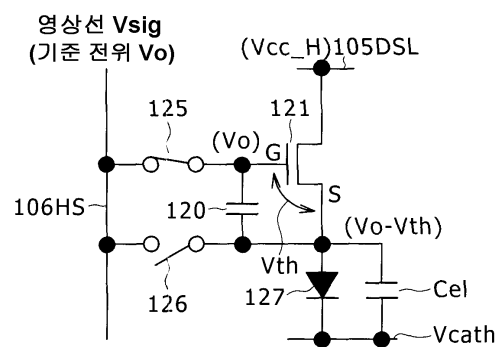 영상선 Vsig
(기준 전위 Vo)
(Vcc_H)105DSL
125
121
(Vo)
G
106HS
120
S
(Vo-Vth)
Vth
126
127
Cel
Vcath